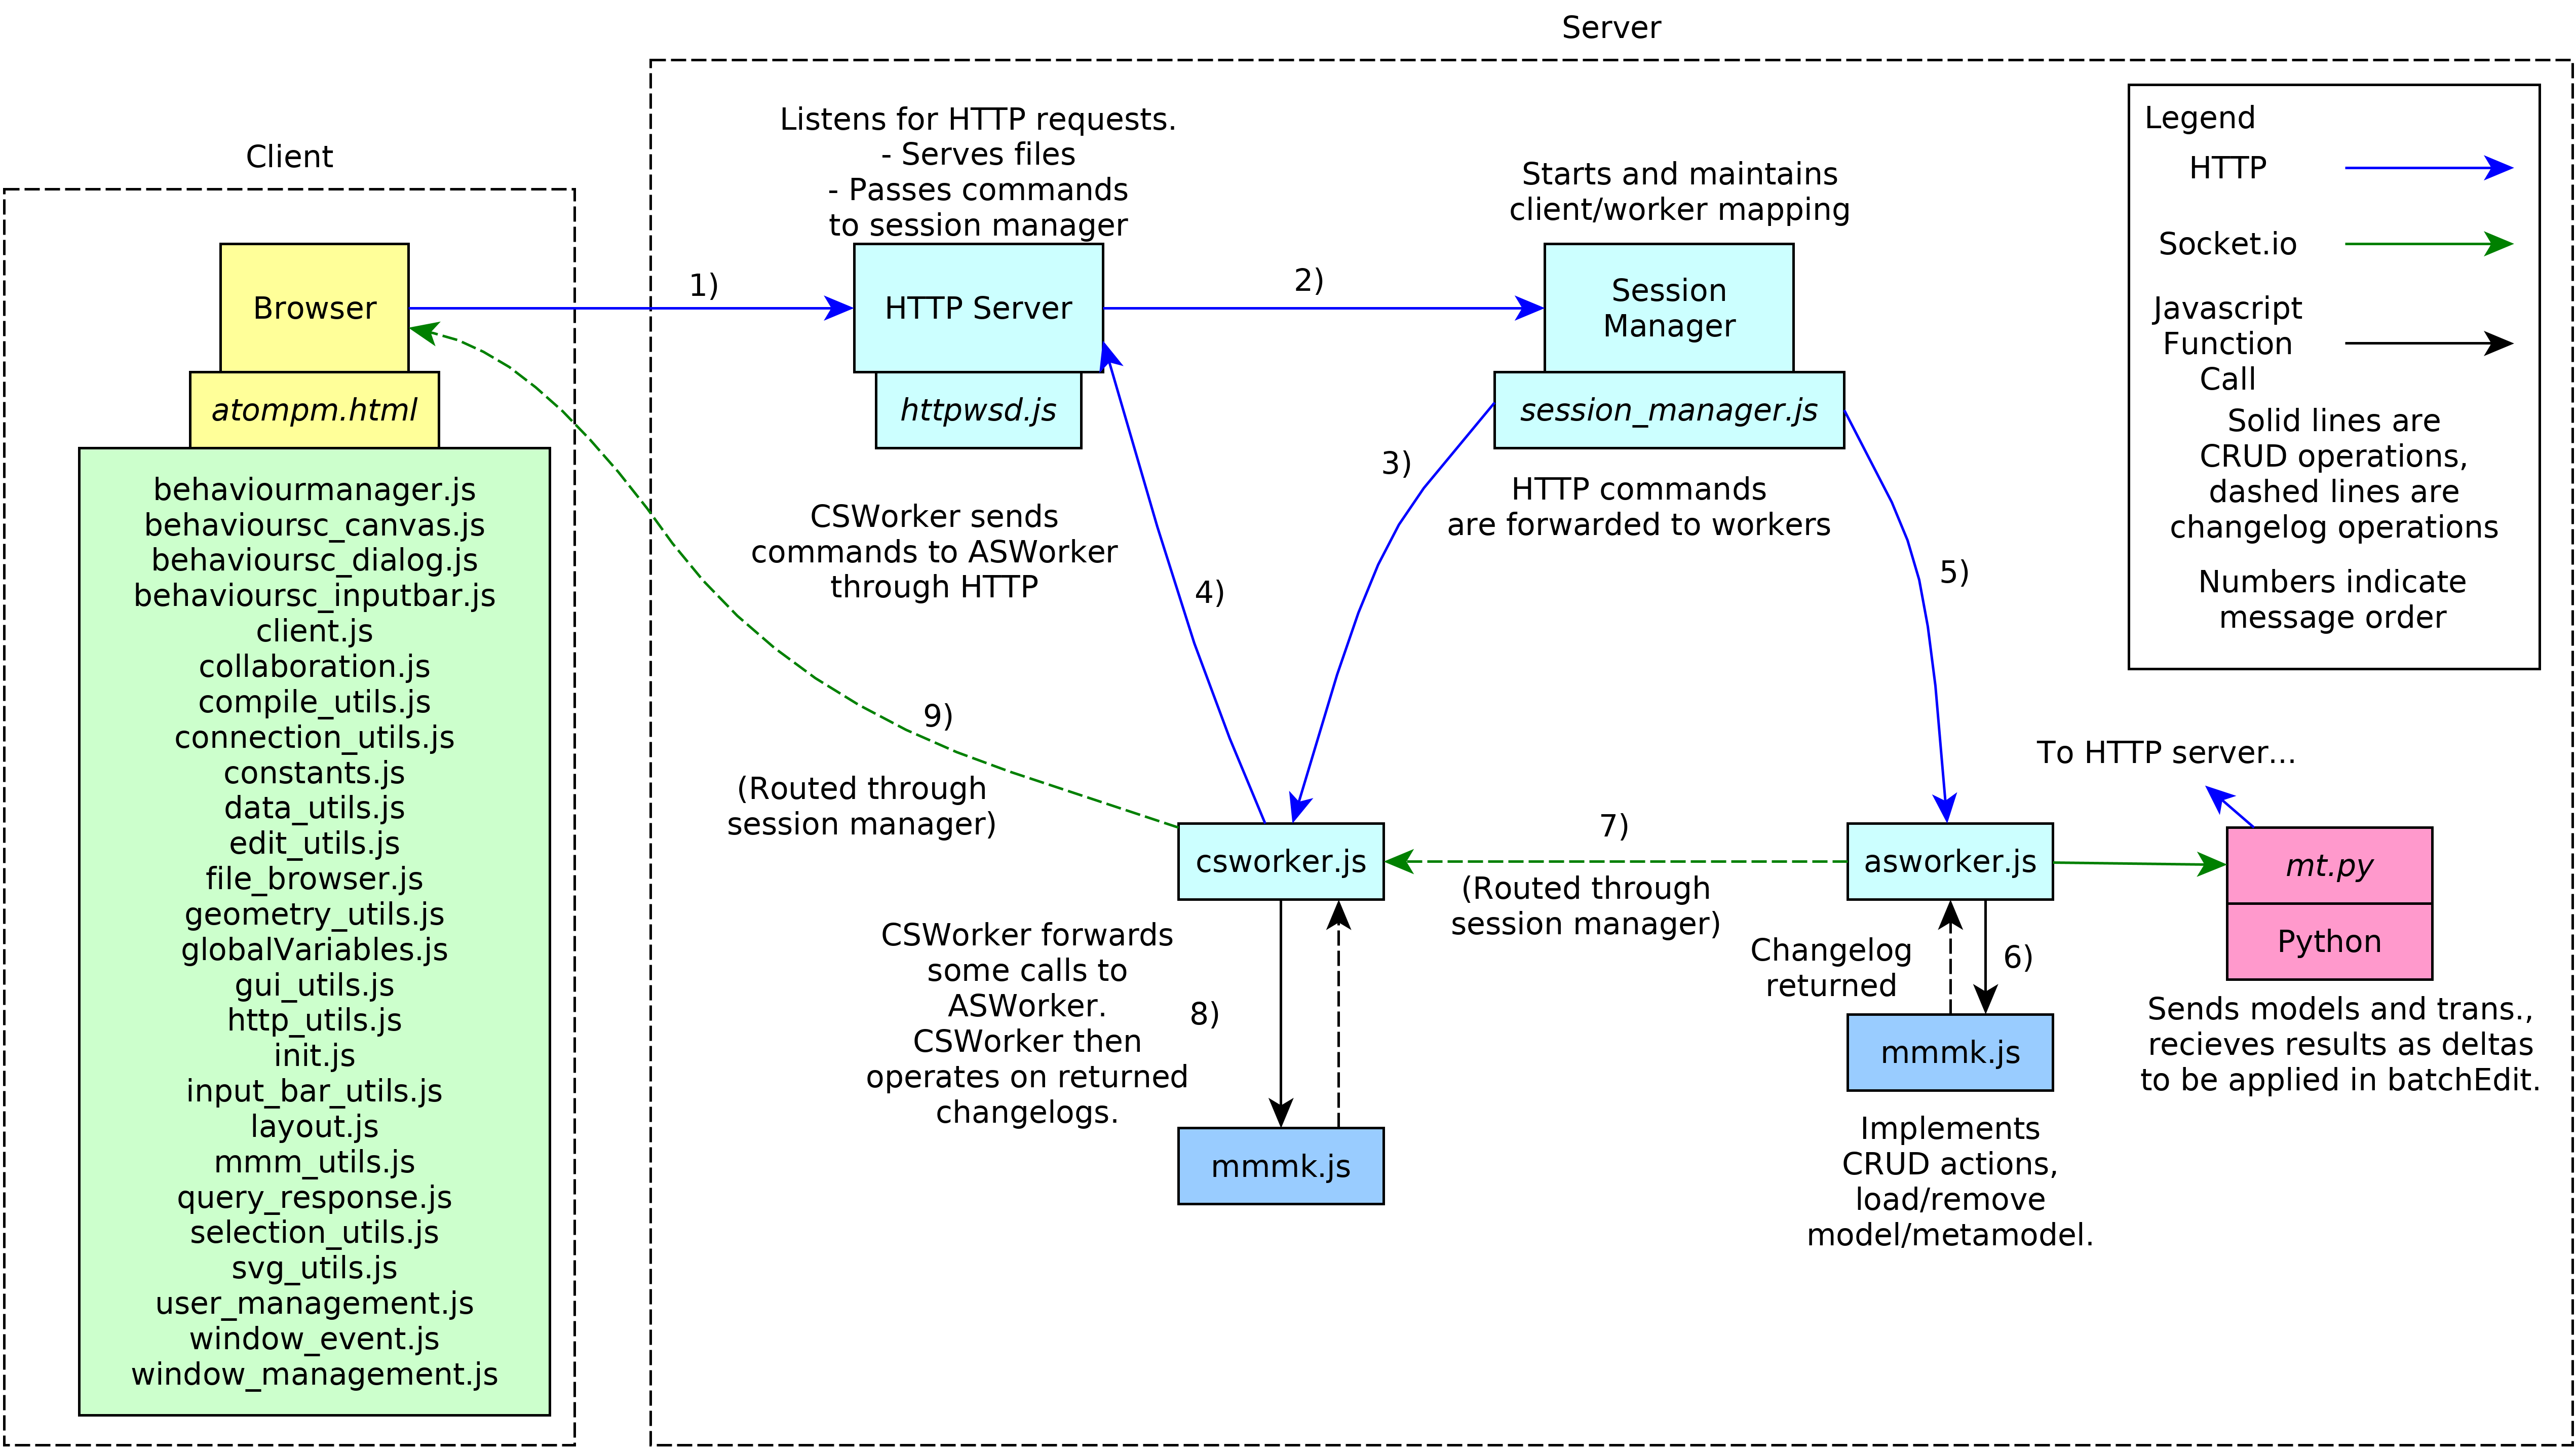 Server
Client
Browser
atompm.html
behaviourmanager.js
behavioursc_canvas.js
behavioursc_dialog.js
behavioursc_inputbar.js
client.js
collaboration.js
compile_utils.js
connection_utils.js
constants.js
data_utils.js
edit_utils.js
file_browser.js
geometry_utils.js
globalVariables.js
gui_utils.js
http_utils.js
init.js
input_bar_utils.js
layout.js
mmm_utils.js
query_response.js
selection_utils.js
svg_utils.js
user_management.js
window_event.js
window_management.js
Listens for HTTP requests.
- Serves files
- Passes commands
to session manager
1)
HTTP Server
httpwsd.js
2)
Starts and maintains
client/worker mapping
Session
Manager
session_manager.js
HTTP commands
are forwarded to workers
3)
CSWorker sends
commands to ASWorker
through HTTP
4)
5)
9)
(Routed through
session manager)
csworker.js
7)
(Routed through
session manager)
asworker.js
CSWorker forwards
some calls to
ASWorker.
CSWorker then
operates on returned
changelogs.
8)
mmmk.js
Changelog
returned
6)
mmmk.js
Implements
CRUD actions,
load/remove
model/metamodel.
To HTTP server...
mt.py
Python
Sends models and trans.,
recieves results as deltas
to be applied in batchEdit.
Legend
HTTP
Socket.io
Javascript
Function
Call
Solid lines are
CRUD operations,
dashed lines are
changelog operations
Numbers indicate
message order